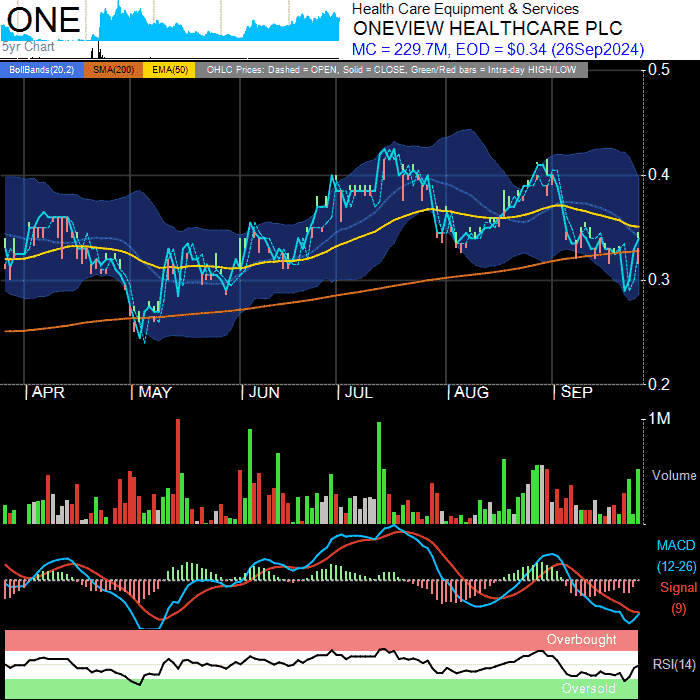 ONE
5yr Chart
Health Care Equipment & Services
ONEVIEW HEALTHCARE PLC
MC = 229.7M, EOD = $0.34 (26Sep2024)
BollBands(20,2) SMA(200) EMA(50) OHLC Prices: Dashed = OPEN, Solid = CLOSE, Green/Red bars = Intra-day HIGH/LOW
0.5
0.4
0.3
0.2
APR MAY JUN JUL AUG SEP
1M
Volume
MACD
(12-26)
Signal
(9)
Overbought
RSI(14)
Oversold